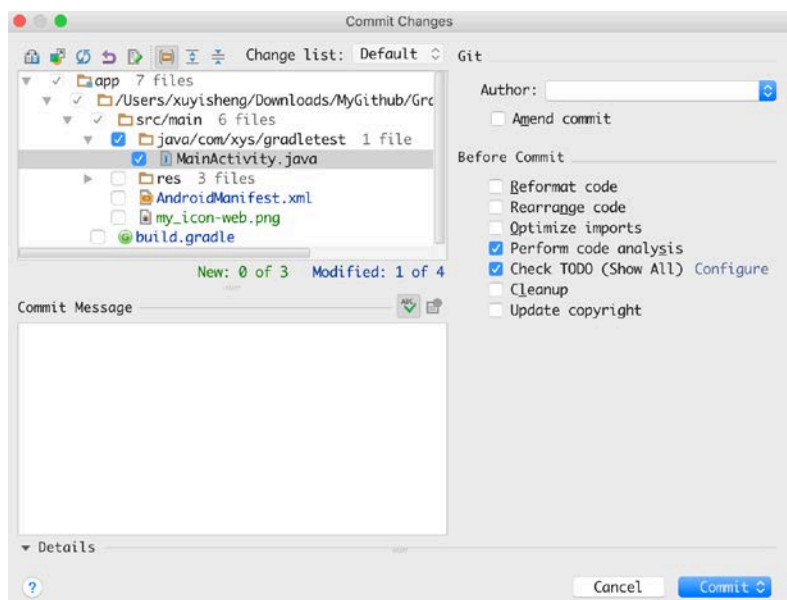 Commit Changes
Change list: Default
Git
app 7 files
/Users/xuyisheng/Downloads/MyGithub/Grc
src/main 6 files
java/com/xys/gradletest 1 file
MainActivity.java
res 3 files
AndroidManifest.xml
my_icon-web.png
build.gradle
New: 0 of 3 Modified: 1 of 4
Commit Message
ABC
Author:
Amend commit
Before Commit
Reformat code
Rearrange code
Optimize imports
Perform code analysis
Check TODO (Show All) Configure
Cleanup
Update copyright
Details
?
Cancel
Commit